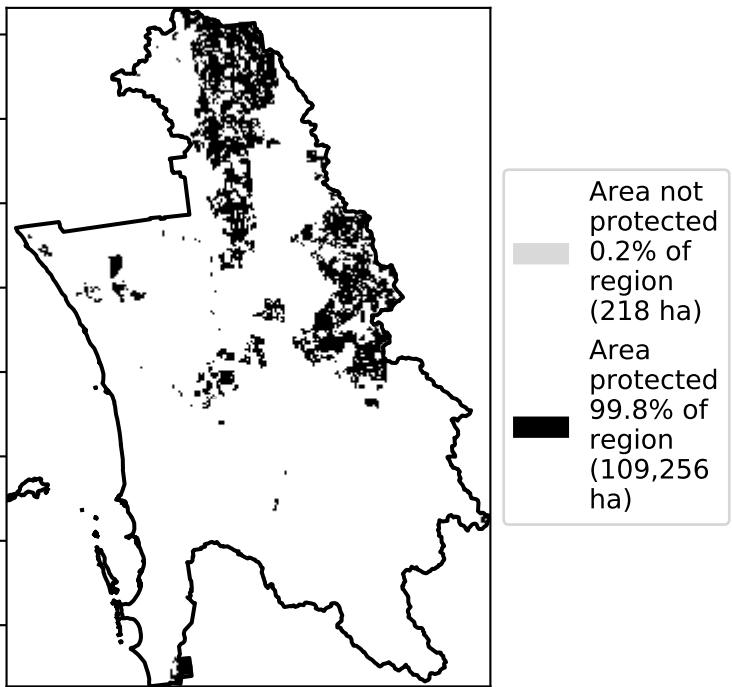 Area not
protected
0.2% of
region
(218 ha)
Area
protected
99.8% of
region
(109,256
ha)